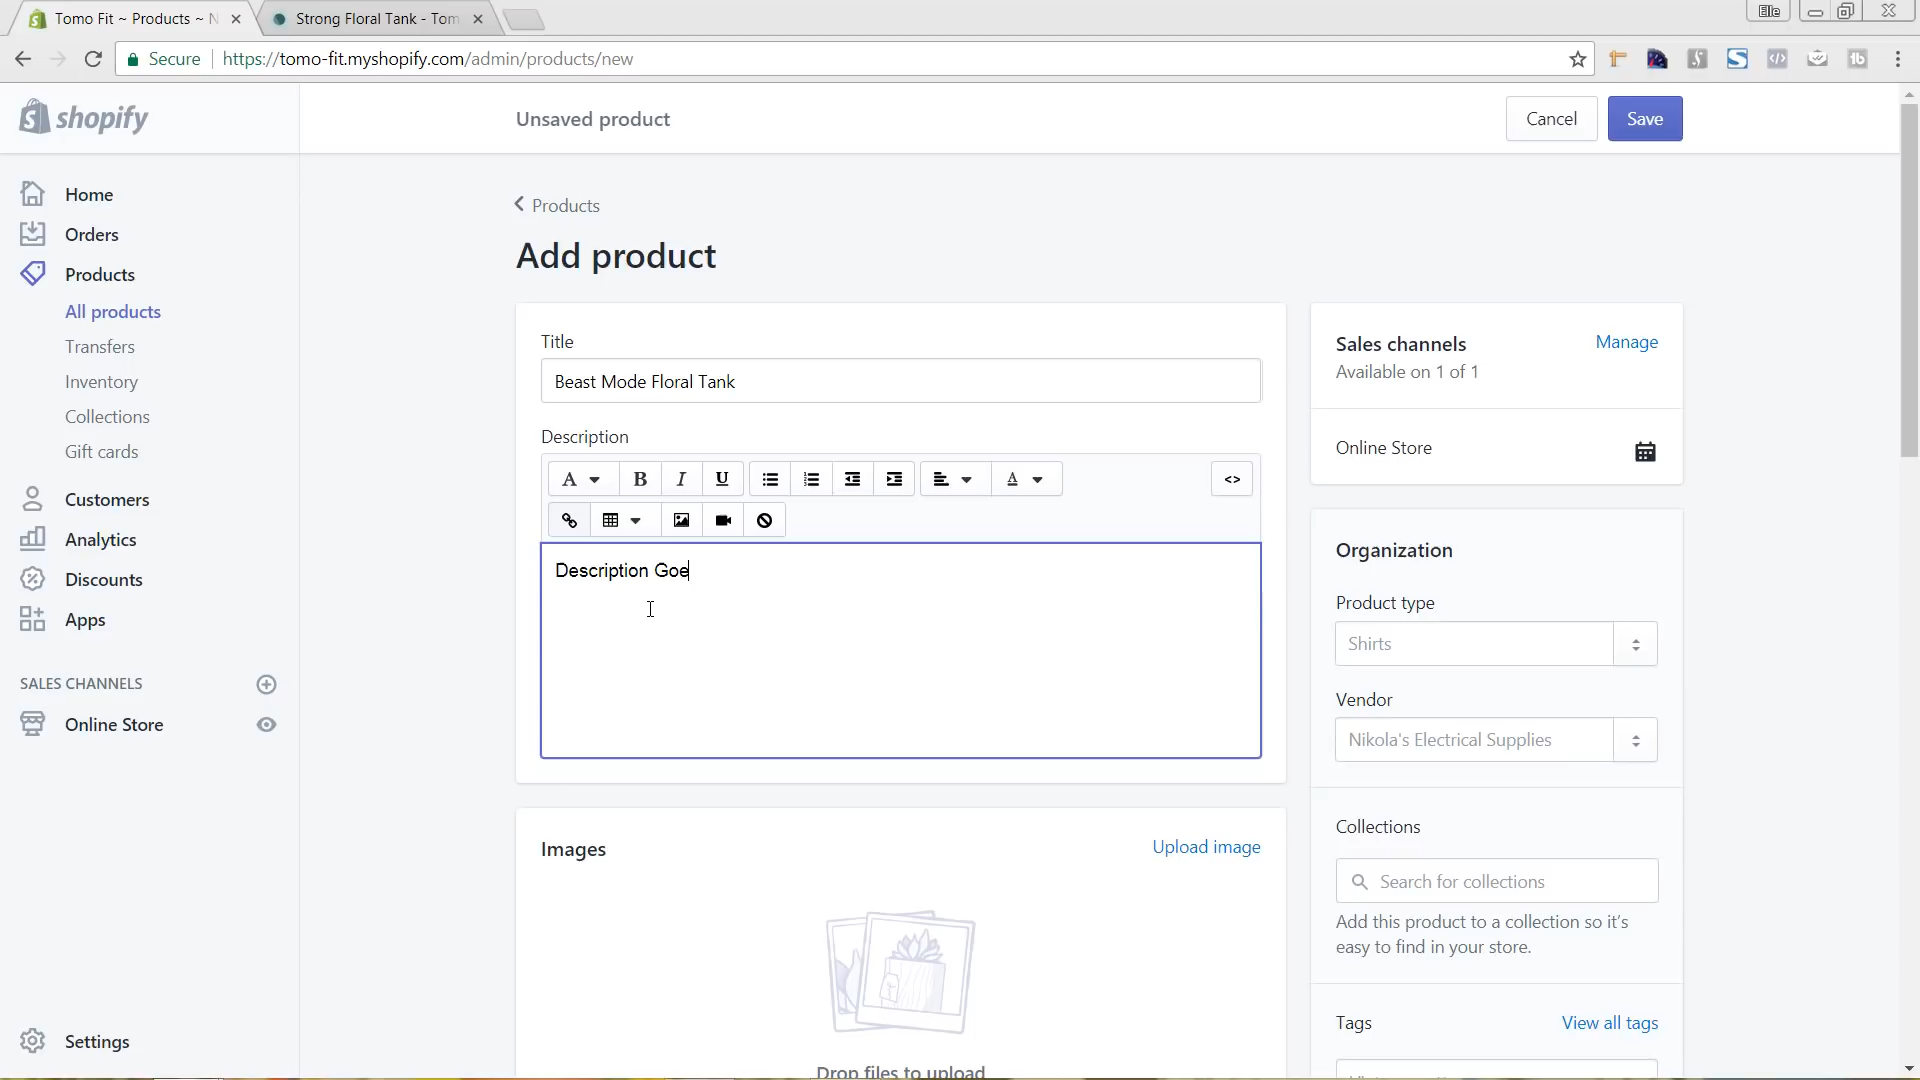 Tomo Fit ~ Products ~ N
Strong Floral Tank - Tom
Elle
Secure
https://tomo-fit.myshopify.com/admin/products/new
shopify
Unsaved product
Cancel
Save
Home
Orders
Products
All products
Transfers
Inventory
Collections
Gift cards
Customers
Analytics
Discounts
Apps
SALES CHANNELS
Online Store
Settings
Products
Add product
Title
Beast Mode Floral Tank
Description
A
B
I
U
A
<>
Description Goe
Images
Upload image
Drop files to upload
Sales channels
Manage
Available on 1 of 1
Online Store
Organization
Product type
Shirts
Vendor
Nikola's Electrical Supplies
Collections
Search for collections
Add this product to a collection so it's
easy to find in your store.
Tags
View all tags